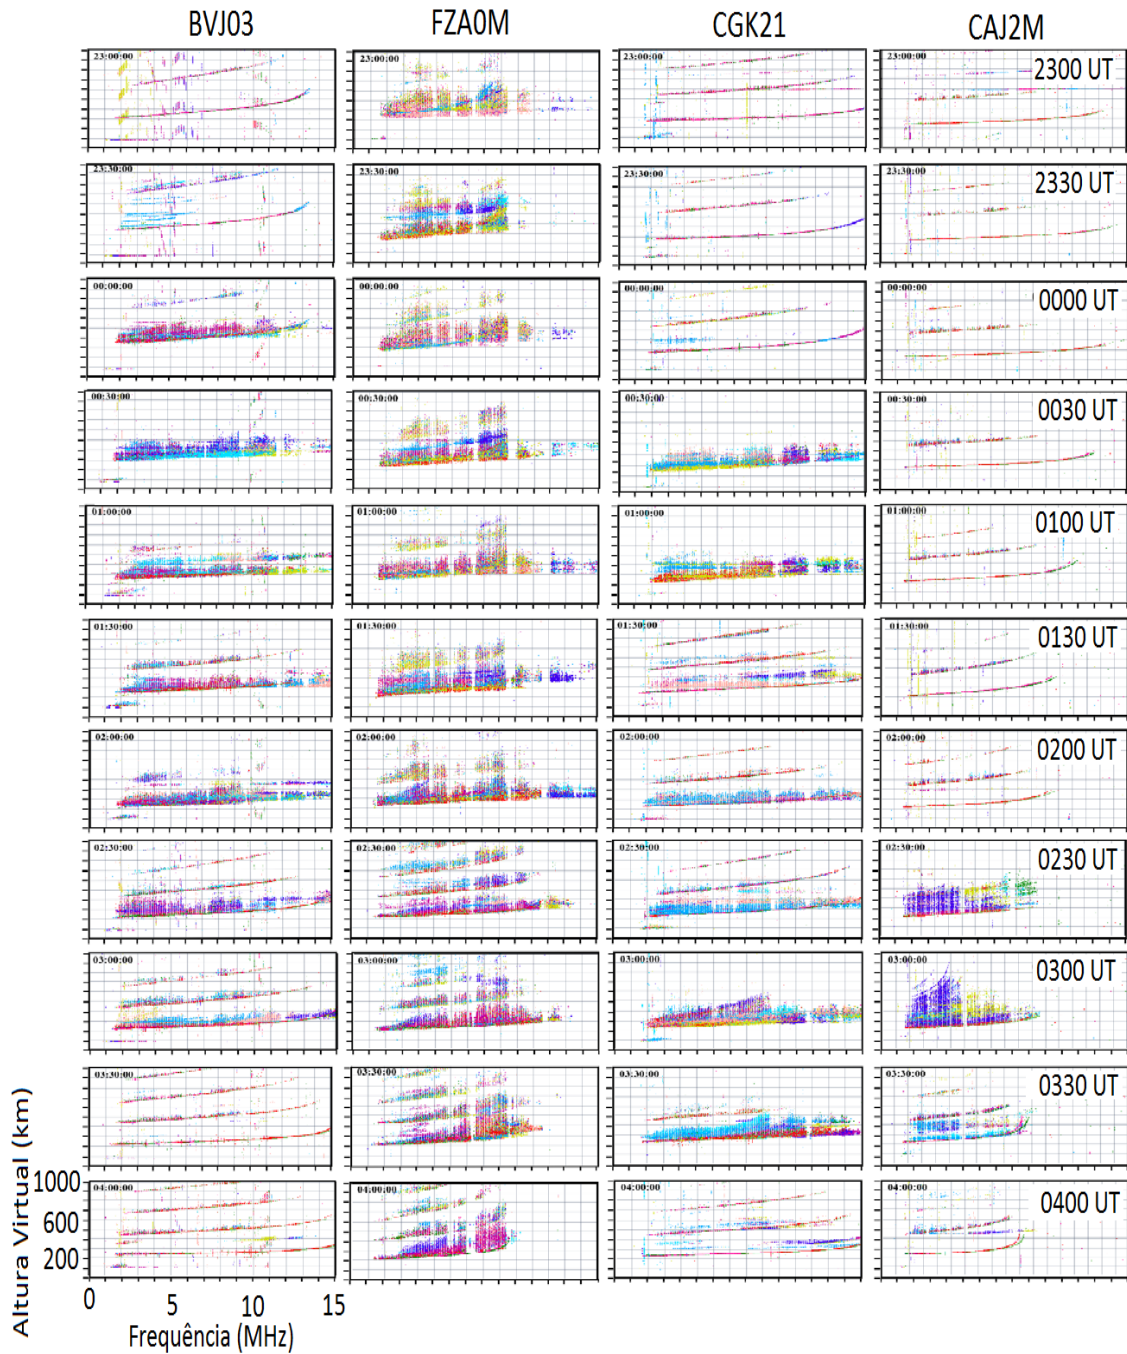 BVJ03 FZA0M CGK21 CAJ2M
23:00:00 23:00:00 23:00:00 23:00:00 2300 UT
23:30:00 23:30:00 23:30:00 23:30:00 2330 UT
00:00:00 00:00:00 00:00:00 00:00:00 0000 UT
00:30:00 00:30:00 00:30:00 00:30:00 0030 UT
01:00:00 01:00:00 01:00:00 01:00:00 0100 UT
01:30:00 01:30:00 01:30:00 01:30:00 0130 UT
02:00:00 02:00:00 02:00:00 02:00:00 0200 UT
02:30:00 02:30:00 02:30:00 02:30:00 0230 UT
03:00:00 03:00:00 03:00:00 03:00:00 0300 UT
03:30:00 03:30:00 03:30:00 03:30:00 0330 UT
04:00:00 04:00:00 04:00:00 04:00:00 0400 UT
Altura Virtual (km)
1000
600
200
0 5 10 15
Frequência (MHz)